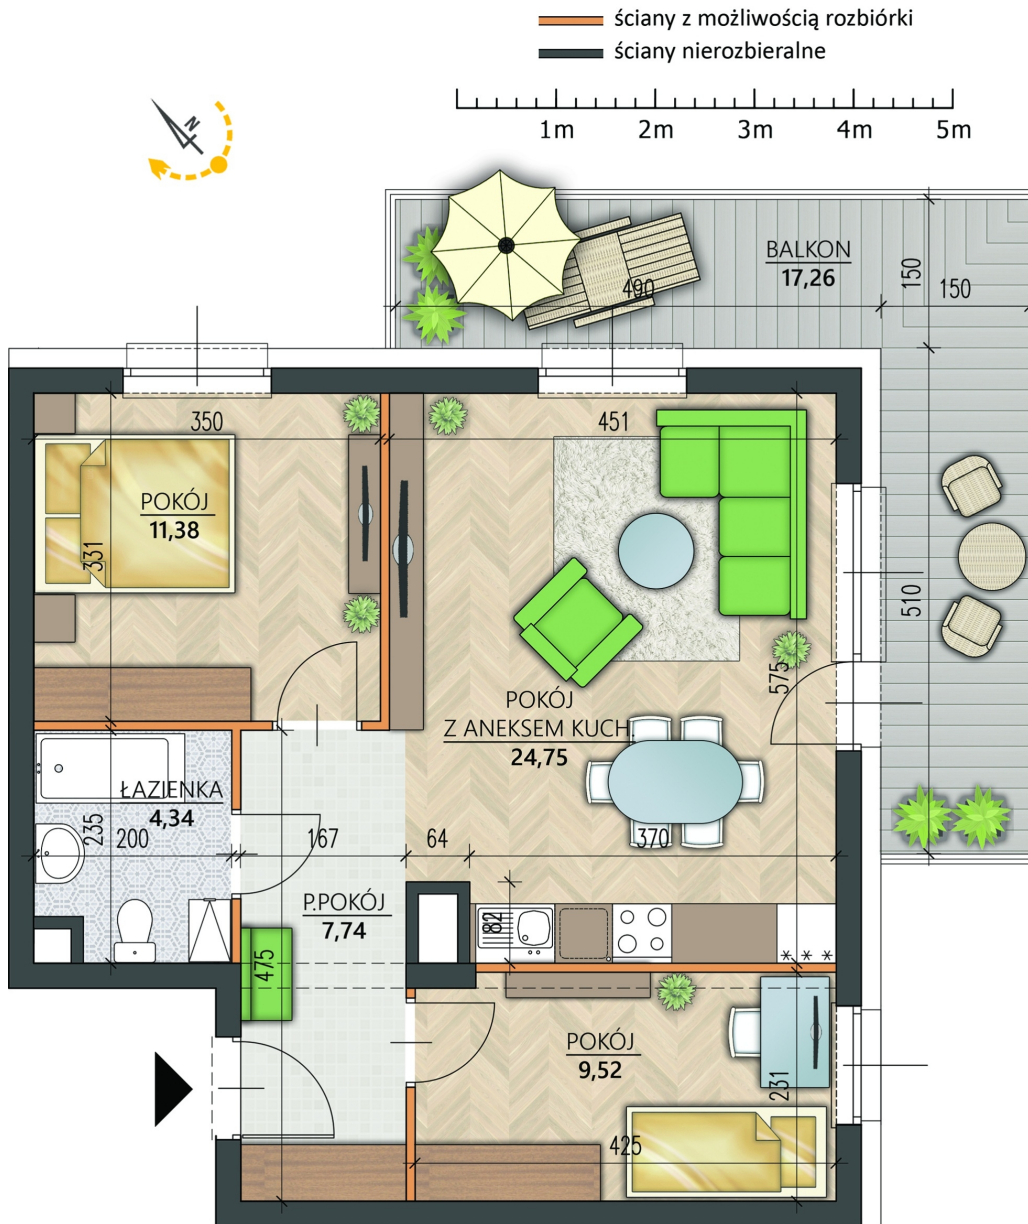 ściany z możliwością rozbiórki
ściany nierozbieralne
1m 2m 3m 4m 5m
N
BALKON
17,26
490
150
150
350
451
POKÓJ
11,38
331
510
575
POKÓJ
Z ANEKSEM KUCH.
24,75
ŁAZIENKA
4,34
235
200
167
64
370
P.POKÓJ
7,74
82
475
* * *
POKÓJ
9,52
231
425